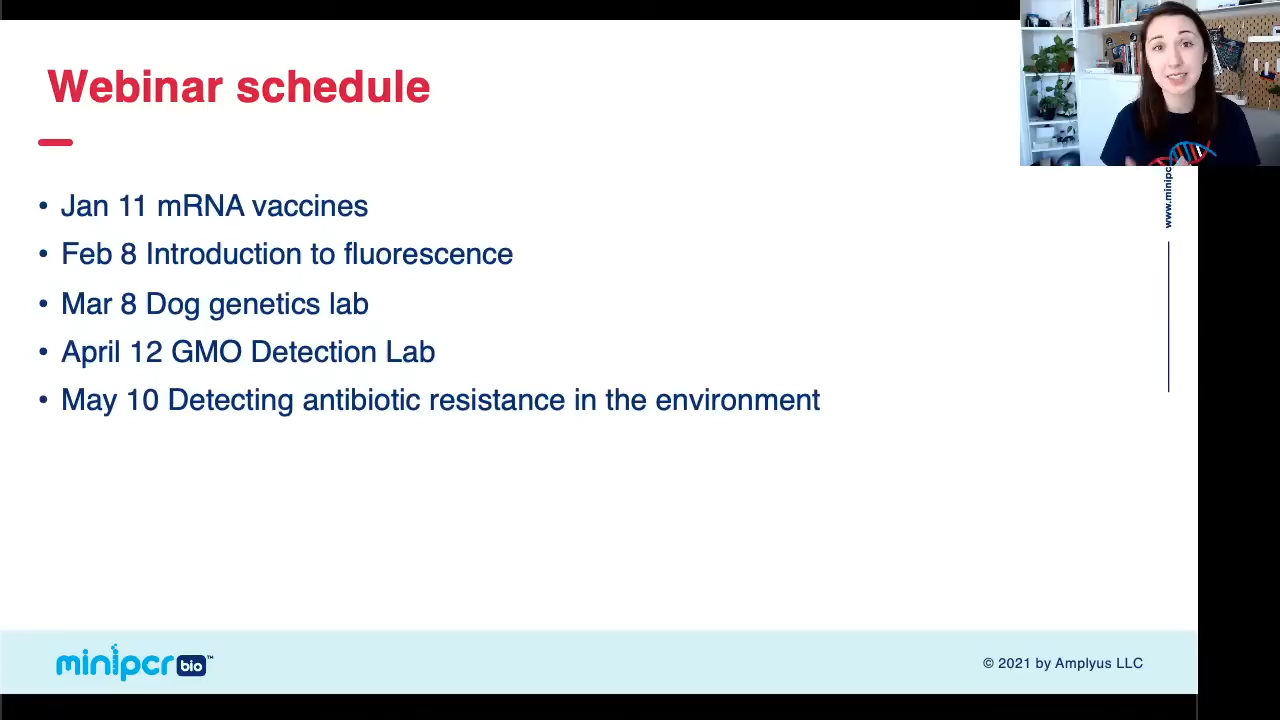 Webinar schedule
• Jan 11 mRNA vaccines
• Feb 8 Introduction to fluorescence
• Mar 8 Dog genetics lab
• April 12 GMO Detection Lab
• May 10 Detecting antibiotic resistance in the environment
www.minipc
minipcr bio™
© 2021 by Amplyus LLC